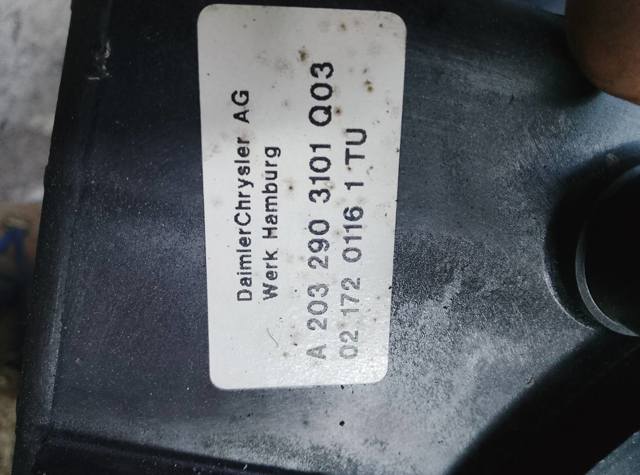 DaimlerChrysler AG
Werk Hamburg
A 203 290 3101 Q03
02 172 0116 1 TU